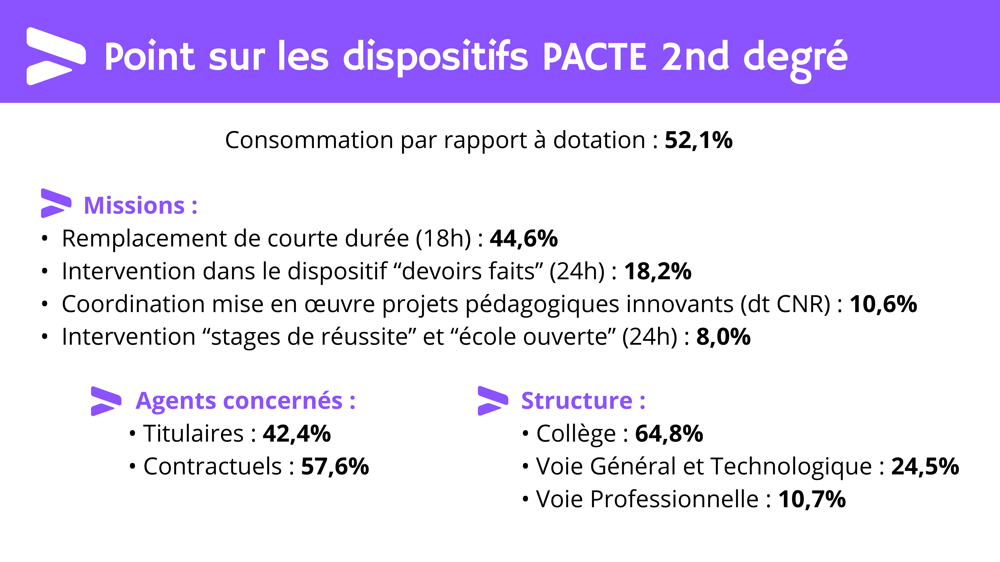 Point sur les dispositifs PACTE 2nd degré
Consommation par rapport à dotation : 52,1%
Missions :
• Remplacement de courte durée (18h) : 44,6%
• Intervention dans le dispositif “devoirs faits” (24h) : 18,2%
• Coordination mise en œuvre projets pédagogiques innovants (dt CNR) : 10,6%
• Intervention “stages de réussite” et “école ouverte” (24h) : 8,0%
Agents concernés :
• Titulaires : 42,4%
• Contractuels : 57,6%
Structure :
• Collège : 64,8%
• Voie Général et Technologique : 24,5%
• Voie Professionnelle : 10,7%